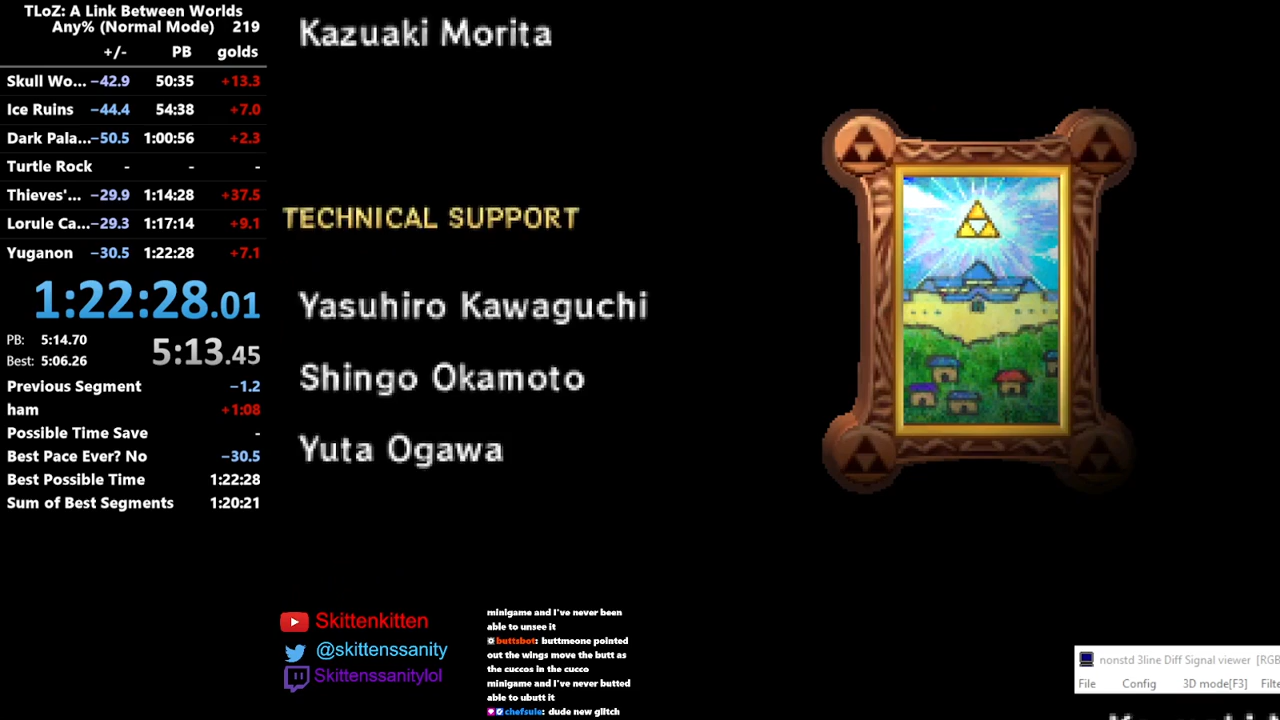 TLoZ: A Link Between Worlds
Any% (Normal Mode) 219
+/- PB golds
Skull Wo... −42.9 50:35 +13.3
Ice Ruins −44.4 54:38 +7.0
Dark Pala... −50.5 1:00:56 +2.3
Turtle Rock - - -
Thieves'... −29.9 1:14:28 +37.5
Lorule Ca... −29.3 1:17:14 +9.1
Yuganon −30.5 1:22:28 +7.1
1:22:28.01
PB: 5:14.70
Best: 5:06.26
5:13.45
Previous Segment −1.2
ham +1:08
Possible Time Save -
Best Pace Ever? No −30.5
Best Possible Time 1:22:28
Sum of Best Segments 1:20:21
Kazuaki Morita
TECHNICAL SUPPORT
Yasuhiro Kawaguchi
Shingo Okamoto
Yuta Ogawa
Skittenkitten
@skittenssanity
Skittenssanitylol
minigame and I've never been
able to unsee it
buttsbot: buttmeone pointed
out the wings move the butt as
the cuccos in the cucco
minigame and I've never butted
able to ubutt it
chefsule: dude new glitch
nonstd 3line Diff Signal viewer [RGB
File Config 3D mode[F3] Filte